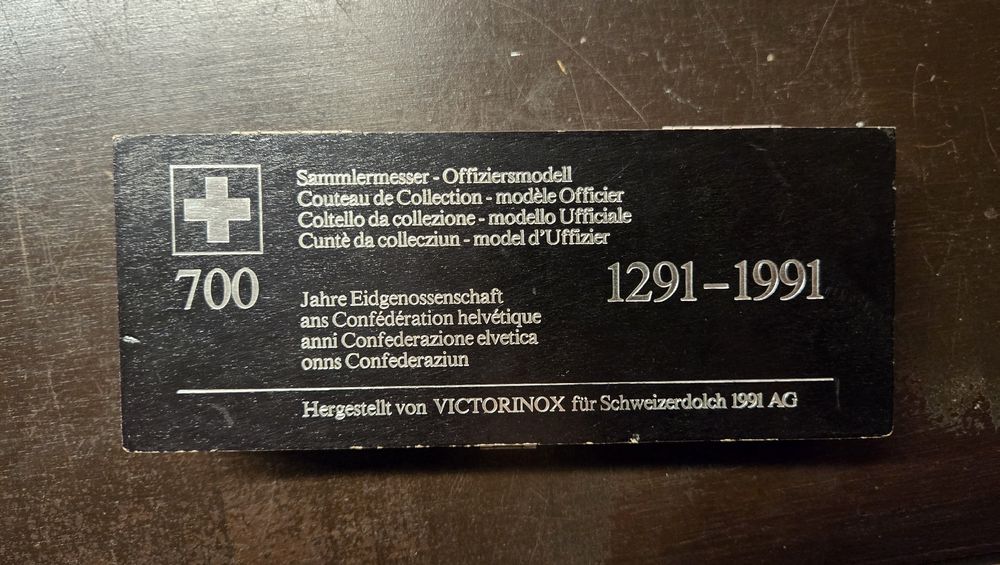 Sammlermesser - Offiziersmodell
Couteau de Collection - modèle Officier
Coltello da collezione - modello Ufficiale
Cuntè da collecziun - model d'Uffizier
700
1291-1991
Jahre Eidgenossenschaft
ans Confédération helvétique
anni Confederazione elvetica
onns Confederaziun
Hergestellt von VICTORINOX für Schweizerdolch 1991 AG